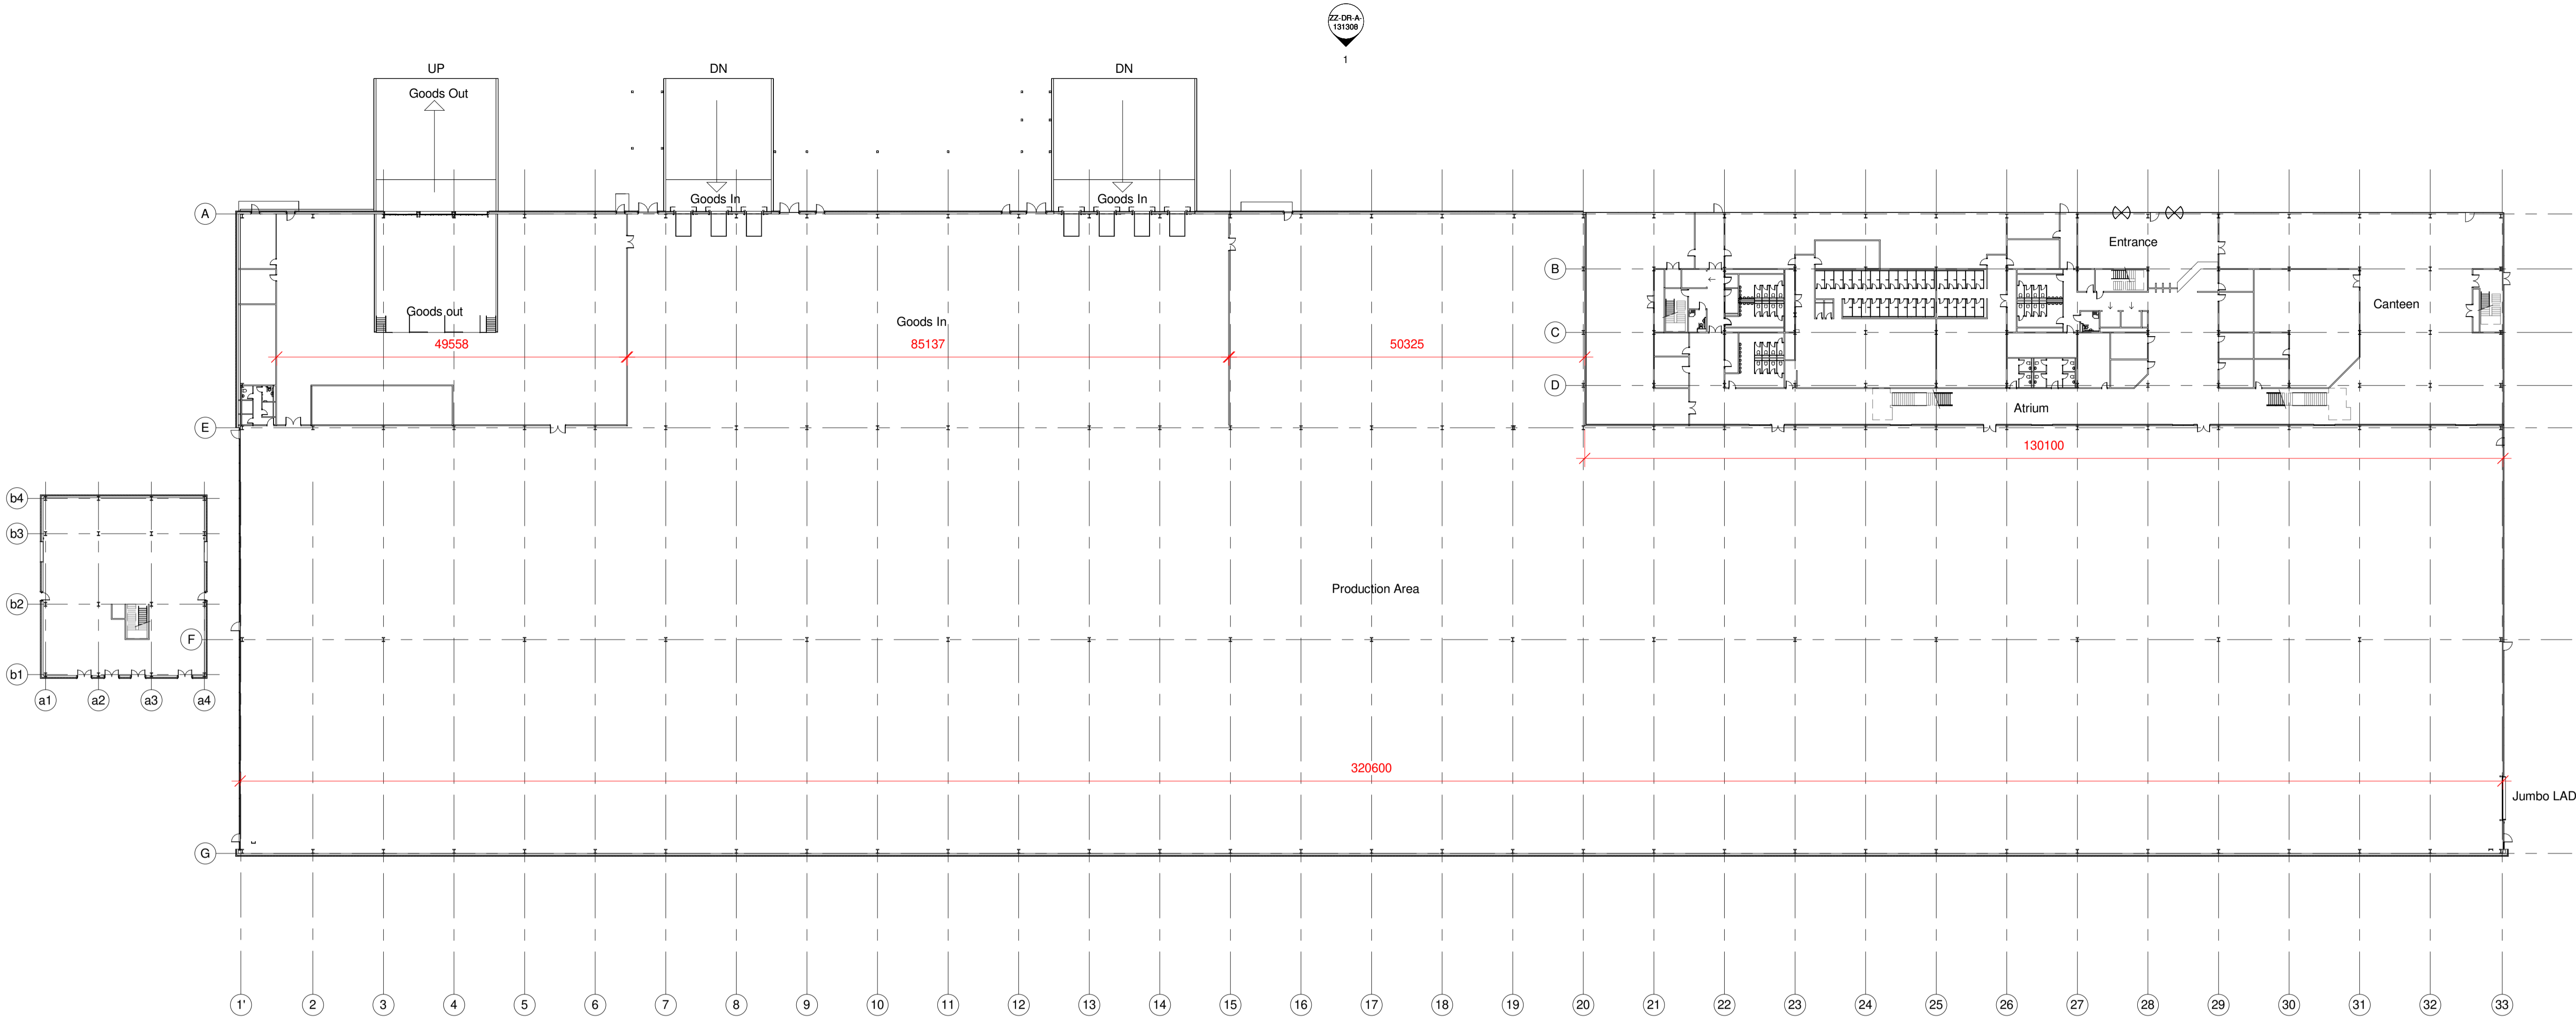 ZZ-DR-A-
131308
1
UP
DN
DN
Goods Out
Goods In
Goods In
A
Entrance
B
Canteen
Goods out
Goods In
C
49558
85137
50325
D
Atrium
E
130100
b4
b3
Production Area
b2
F
b1
a1
a2
a3
a4
320600
Jumbo LAD
G
1'
2
3
4
5
6
7
8
9
10
11
12
13
14
15
16
17
18
19
20
21
22
23
24
25
26
27
28
29
30
31
32
33